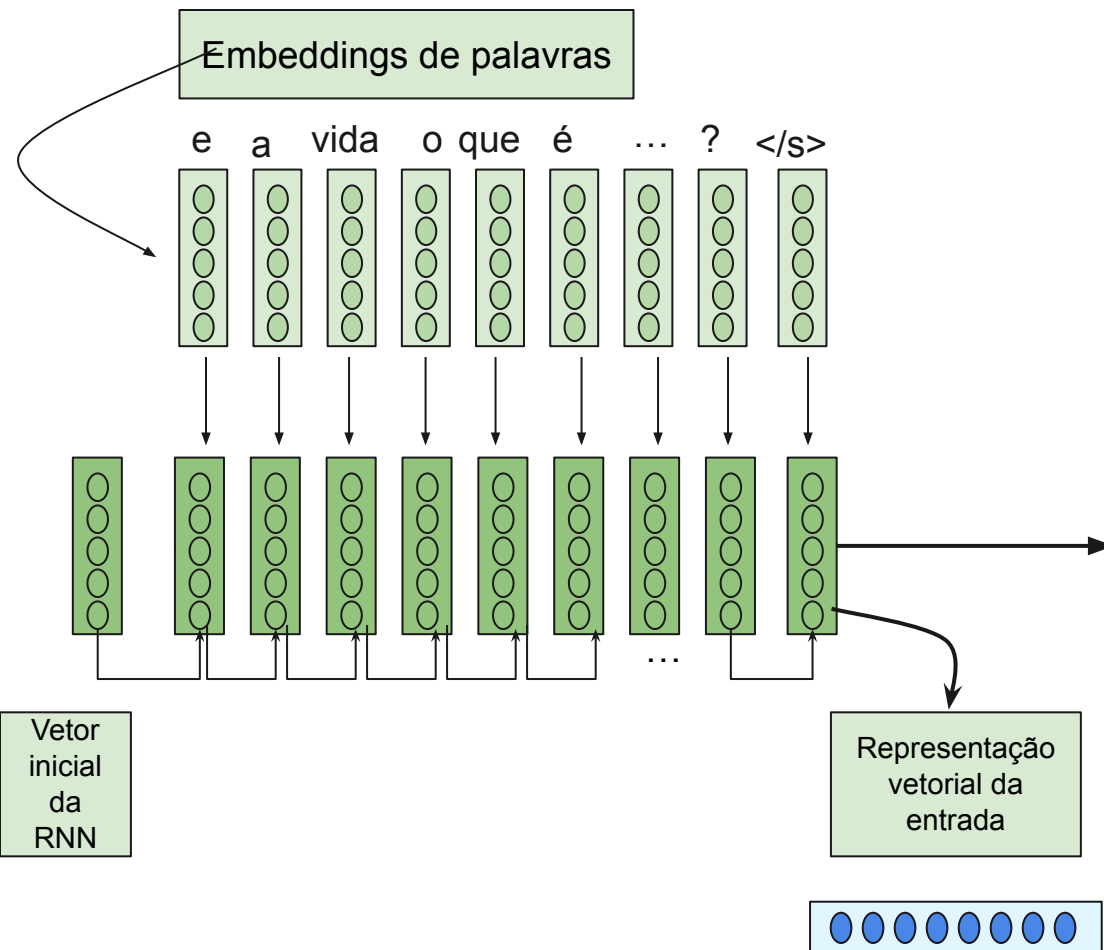 Embeddings de palavras
e a vida o que é … ? </s>
…
Vetor
inicial
da
RNN
Representação
vetorial da
entrada